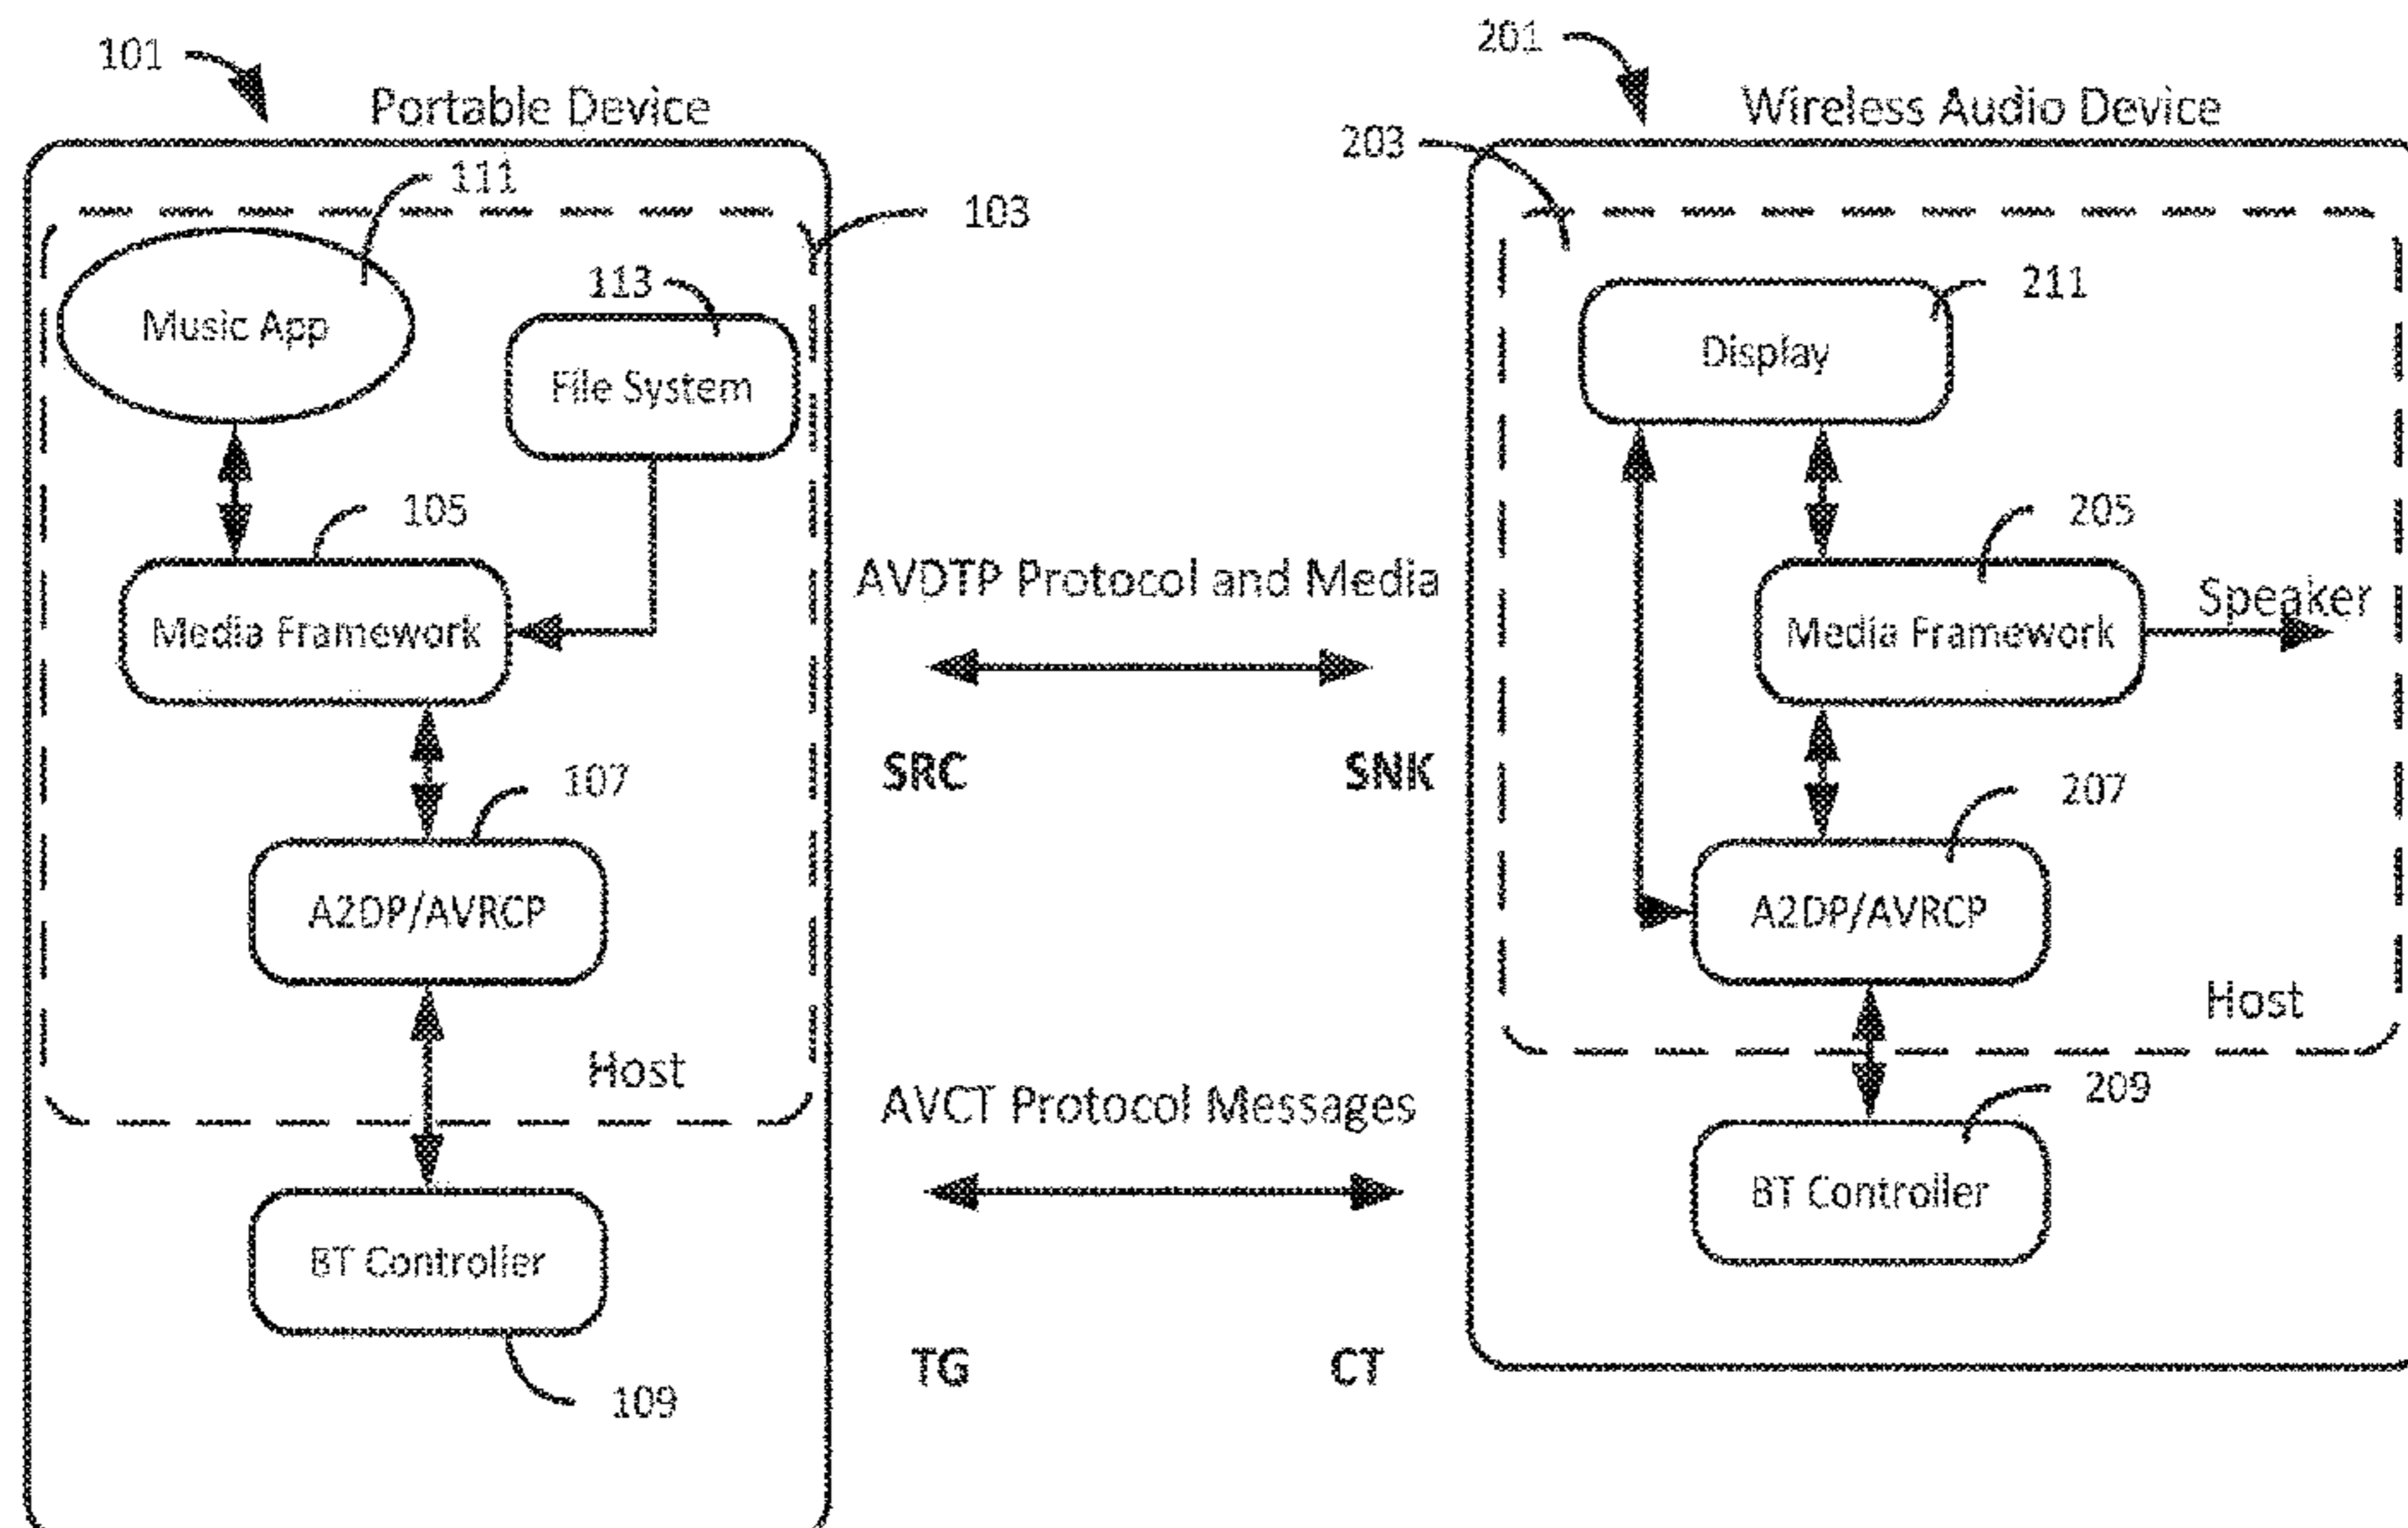 101
Portable Device
111
103
Music App
113
File System
105
Media Framework
107
A2DP/AVRCP
Host
BT Controller
109
AVDTP Protocol and Media
SRC
SNK
AVCT Protocol Messages
TG
CT
201
Wireless Audio Device
203
211
Display
205
Media Framework
Speaker
207
A2DP/AVRCP
Host
209
BT Controller